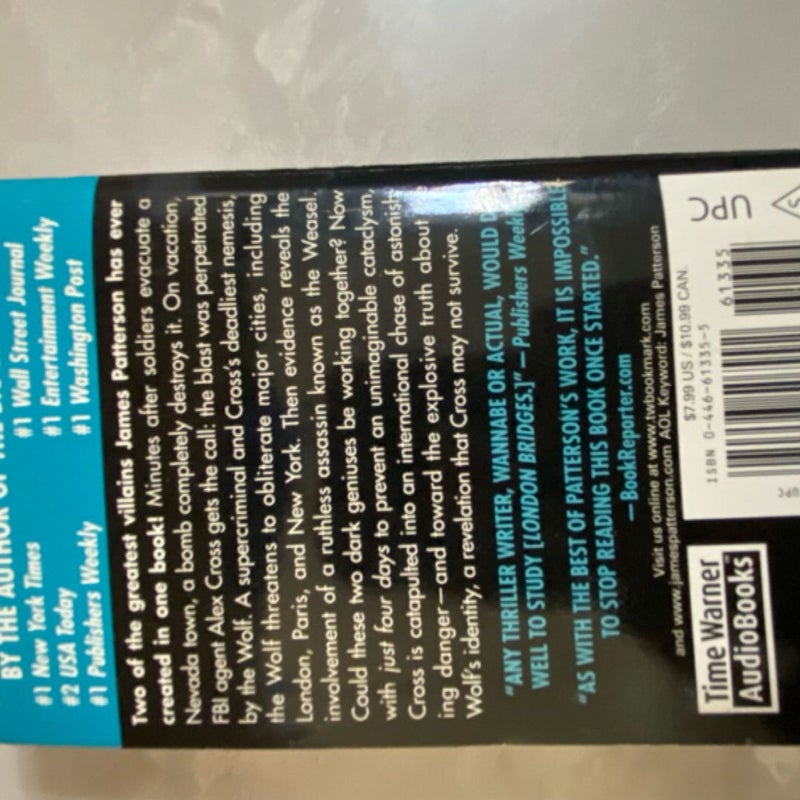 BY THE AUTHOR OF THE
#1 New York Times
#2 USA Today
#1 Publishers Weekly
#1 Wall Street Journal
#1 Entertainment Weekly
#1 Washington Post
Two of the greatest villains James Patterson has ever
created in one book! Minutes after soldiers evacuate a
Nevada town, a bomb completely destroys it. On vacation,
FBI agent Alex Cross gets the call: the blast was perpetrated
by the Wolf. A supercriminal and Cross's deadliest nemesis,
the Wolf threatens to obliterate major cities, including
London, Paris, and New York. Then evidence reveals the
involvement of a ruthless assassin known as the Weasel.
Could these two dark geniuses be working together? Now
with just four days to prevent an unimaginable cataclysm,
Cross is catapulted into an international chase of astonish
ing danger—and toward the explosive truth about
Wolf's identity, a revelation that Cross may not survive.
"ANY THRILLER WRITER, WANNABE OR ACTUAL, WOULD
WELL TO STUDY [LONDON BRIDGES.]"—Publishers Weekly
"AS WITH THE BEST OF PATTERSON'S WORK, IT IS IMPOSSIBLE
TO STOP READING THIS BOOK ONCE STARTED."
—BookReporter.com
Visit us online at www.twbookmark.com
and www.jamespatterson.com AOL Keyword: James Patterson
Time Warner
AudioBooks
$7.99 US / $10.99 CAN.
ISBN 0-446-61335-5
61335
UPC
S
UPC